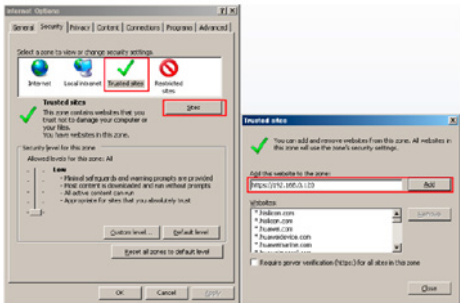 Internet Options
General Security Privacy Content Connections Programs Advanced
Select a zone to view or change security settings.
Internet
Local intranet
Trusted sites
Restricted
sites
Trusted sites
This zone contains websites that you
trust not to damage your computer or
your files.
You have websites in this zone.
Sites
Security level for this zone
Allowed levels for this zone: All
Low
- Minimal safeguards and warning prompts are provided
- Most content is downloaded and run without prompts
- All active content can run
- Appropriate for sites that you absolutely trust
Custom level... Default level
Reset all zones to default level
OK Cancel Apply
Trusted sites
You can add and remove websites from this zone. All websites in
this zone will use the zone's security settings.
Add this website to the zone:
https://192.168.0.120
Add
Websites:
*.hisilicon.com
*.huawei.com
*.huaweidevice.com
*.huaweimarine.com
Remove
Require server verification (https:) for all sites in this zone
Close